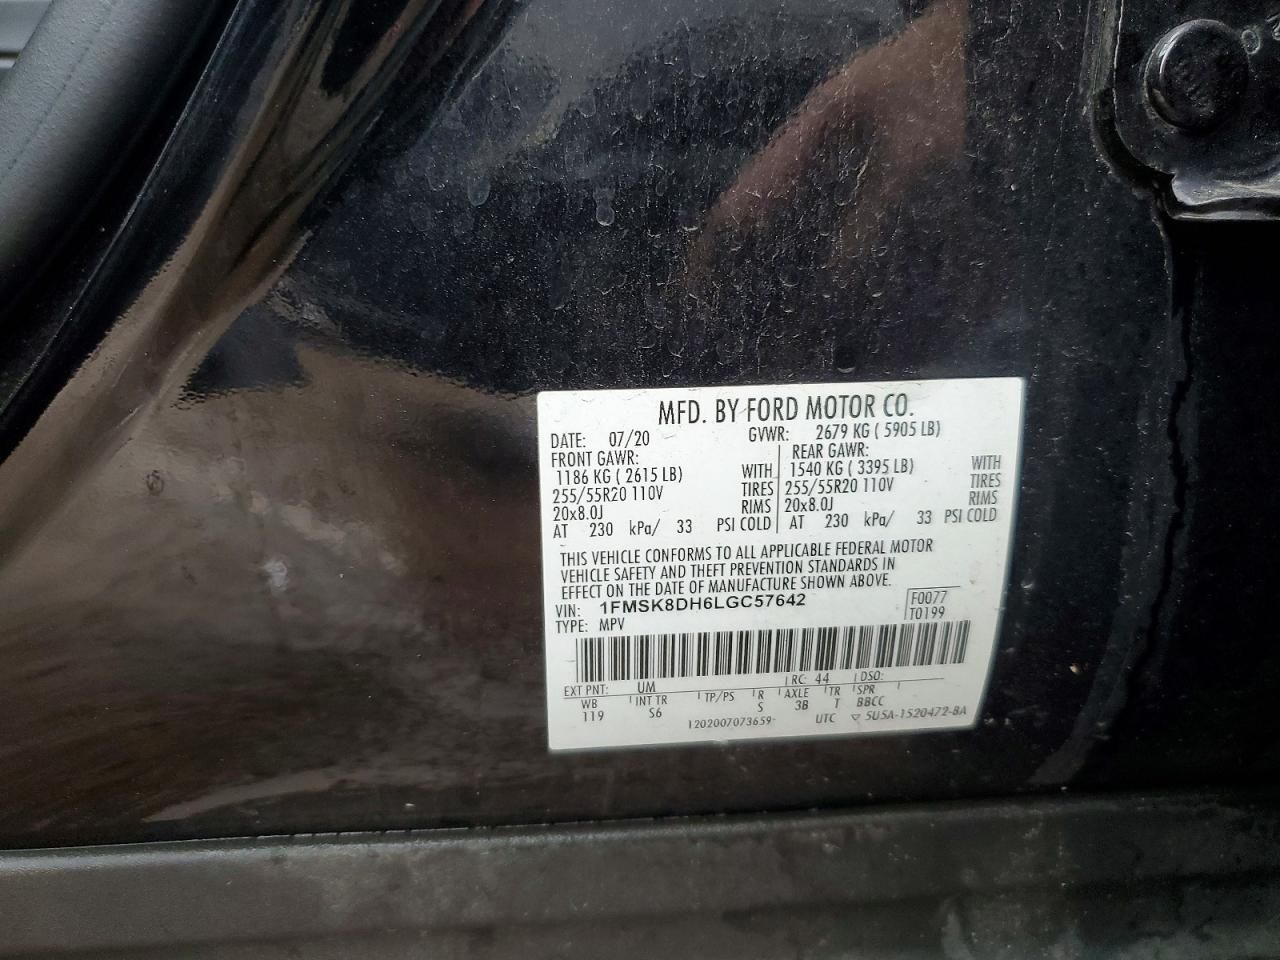 MFD. BY FORD MOTOR CO.
DATE: 07/20 GVWR: 2679 KG ( 5905 LB)
FRONT GAWR: REAR GAWR:
1186 KG ( 2615 LB) WITH 1540 KG ( 3395 LB) WITH
255/55R20 110V TIRES 255/55R20 110V TIRES
20x8.0J RIMS 20x8.0J RIMS
AT 230 kPa/ 33 PSI COLD AT 230 kPa/ 33 PSI COLD
THIS VEHICLE CONFORMS TO ALL APPLICABLE FEDERAL MOTOR
VEHICLE SAFETY AND THEFT PREVENTION STANDARDS IN
EFFECT ON THE DATE OF MANUFACTURE SHOWN ABOVE.
VIN: 1FMSK8DH6LGC57642 F0077
TYPE: MPV T0199
EXT PNT: UM RC: 44 DSO:
WB INT TR TP/PS R AXLE TR SPR
119 S6 S 3B T BBCC
1202007073659- UTC ▽ 5U5A-1520472-BA